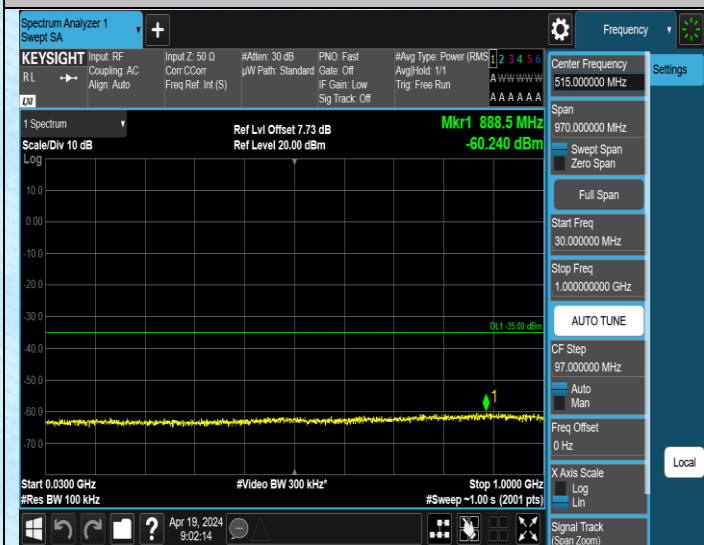 Spectrum Analyzer 1
Swept SA
+
Frequency
KEYSIGHT
RL
LXI
Input: RF
Coupling: AC
Align: Auto
Input Z: 50 Ω
Corr CCorr
Freq Ref: Int (S)
#Atten: 30 dB
µW Path: Standard
PNO: Fast
Gate: Off
IF Gain: Low
Sig Track: Off
#Avg Type: Power (RMS
Avg|Hold: 1/1
Trig: Free Run
1 2 3 4 5 6
A W W W W W
A A A A A A
1 Spectrum
Scale/Div 10 dB
Ref Lvl Offset 7.73 dB
Ref Level 20.00 dBm
Mkr1 888.5 MHz
-60.240 dBm
Log
10.0
0.00
-10.0
-20.0
-30.0
DL1 -35.00 dBm
-40.0
-50.0
1
-60.0
-70.0
Start 0.0300 GHz
#Res BW 100 kHz
#Video BW 300 kHz*
Stop 1.0000 GHz
#Sweep ~1.00 s (2001 pts)
?
Apr 19, 2024
9:02:14
Center Frequency
515.000000 MHz
Span
970.000000 MHz
Swept Span
Zero Span
Full Span
Start Freq
30.000000 MHz
Stop Freq
1.000000000 GHz
AUTO TUNE
CF Step
97.000000 MHz
Auto
Man
Freq Offset
0 Hz
X Axis Scale
Log
Lin
Signal Track
(Span Zoom)
Settings
Local